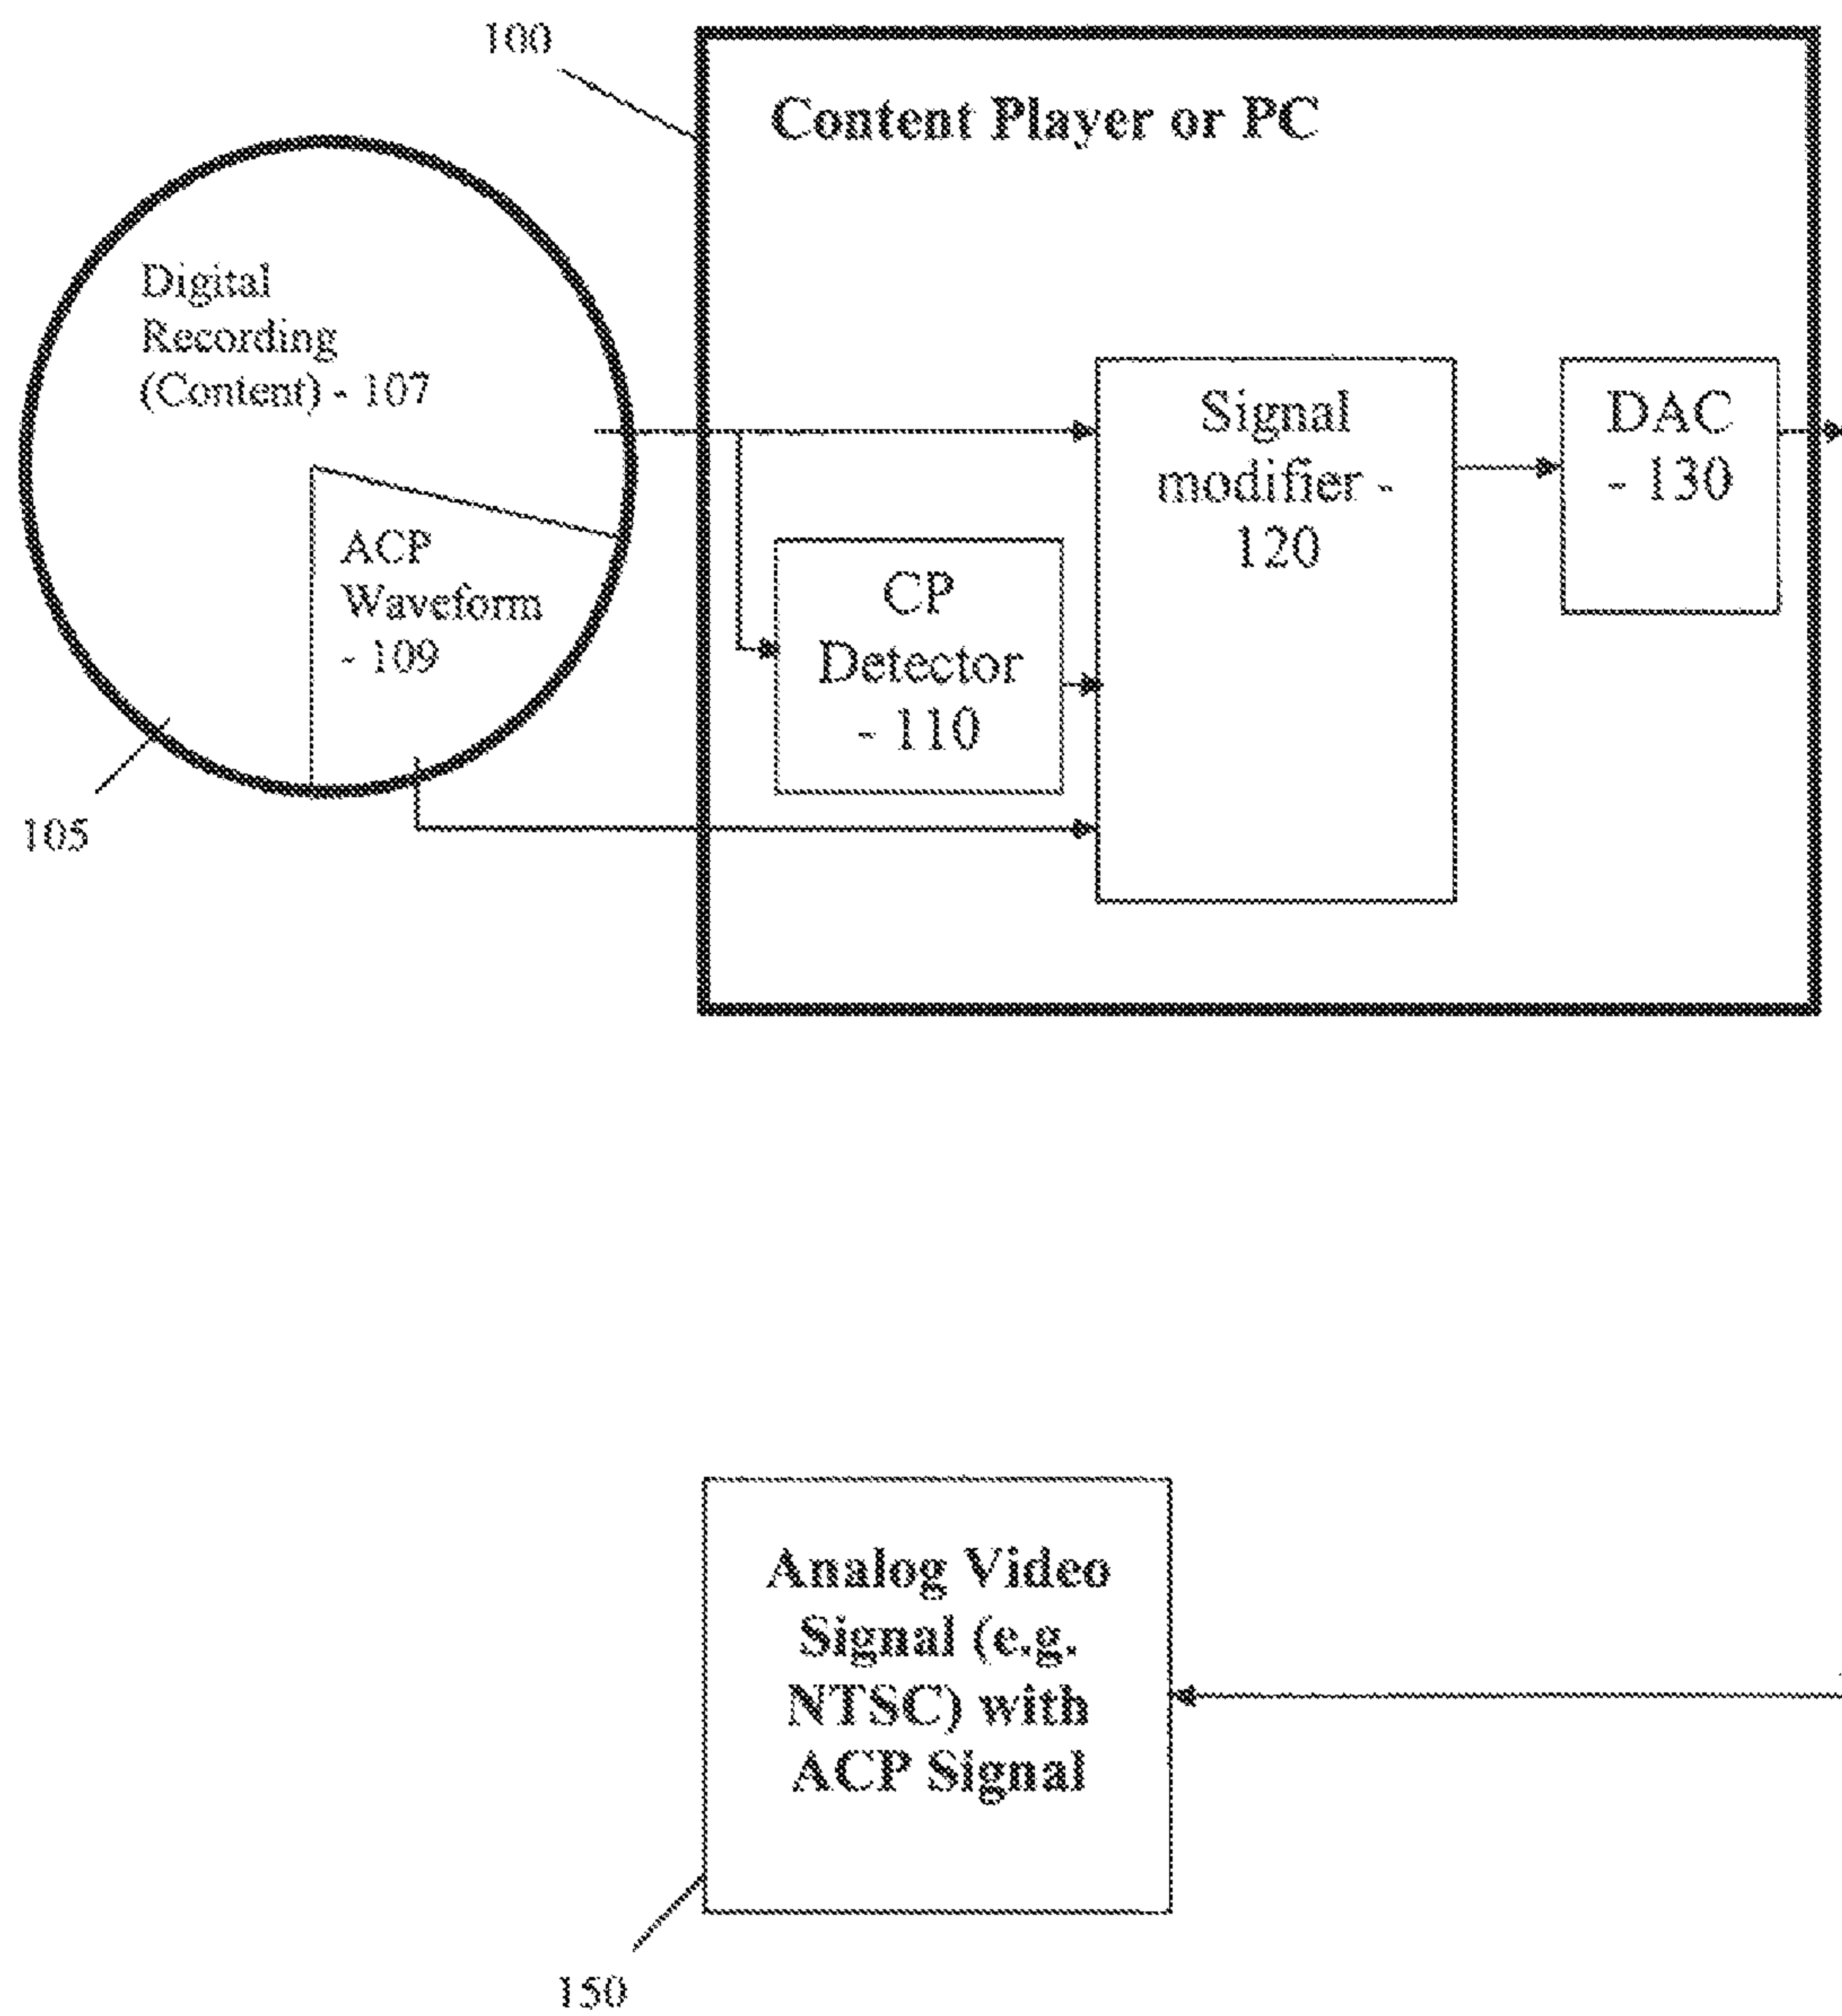 100
Content Player or PC
Digital
Recording
(Content) - 107
ACP
Waveform
- 109
105
CP
Detector
- 110
Signal
modifier -
120
DAC
- 130
Analog Video
Signal (e.g.
NTSC) with
ACP Signal
150